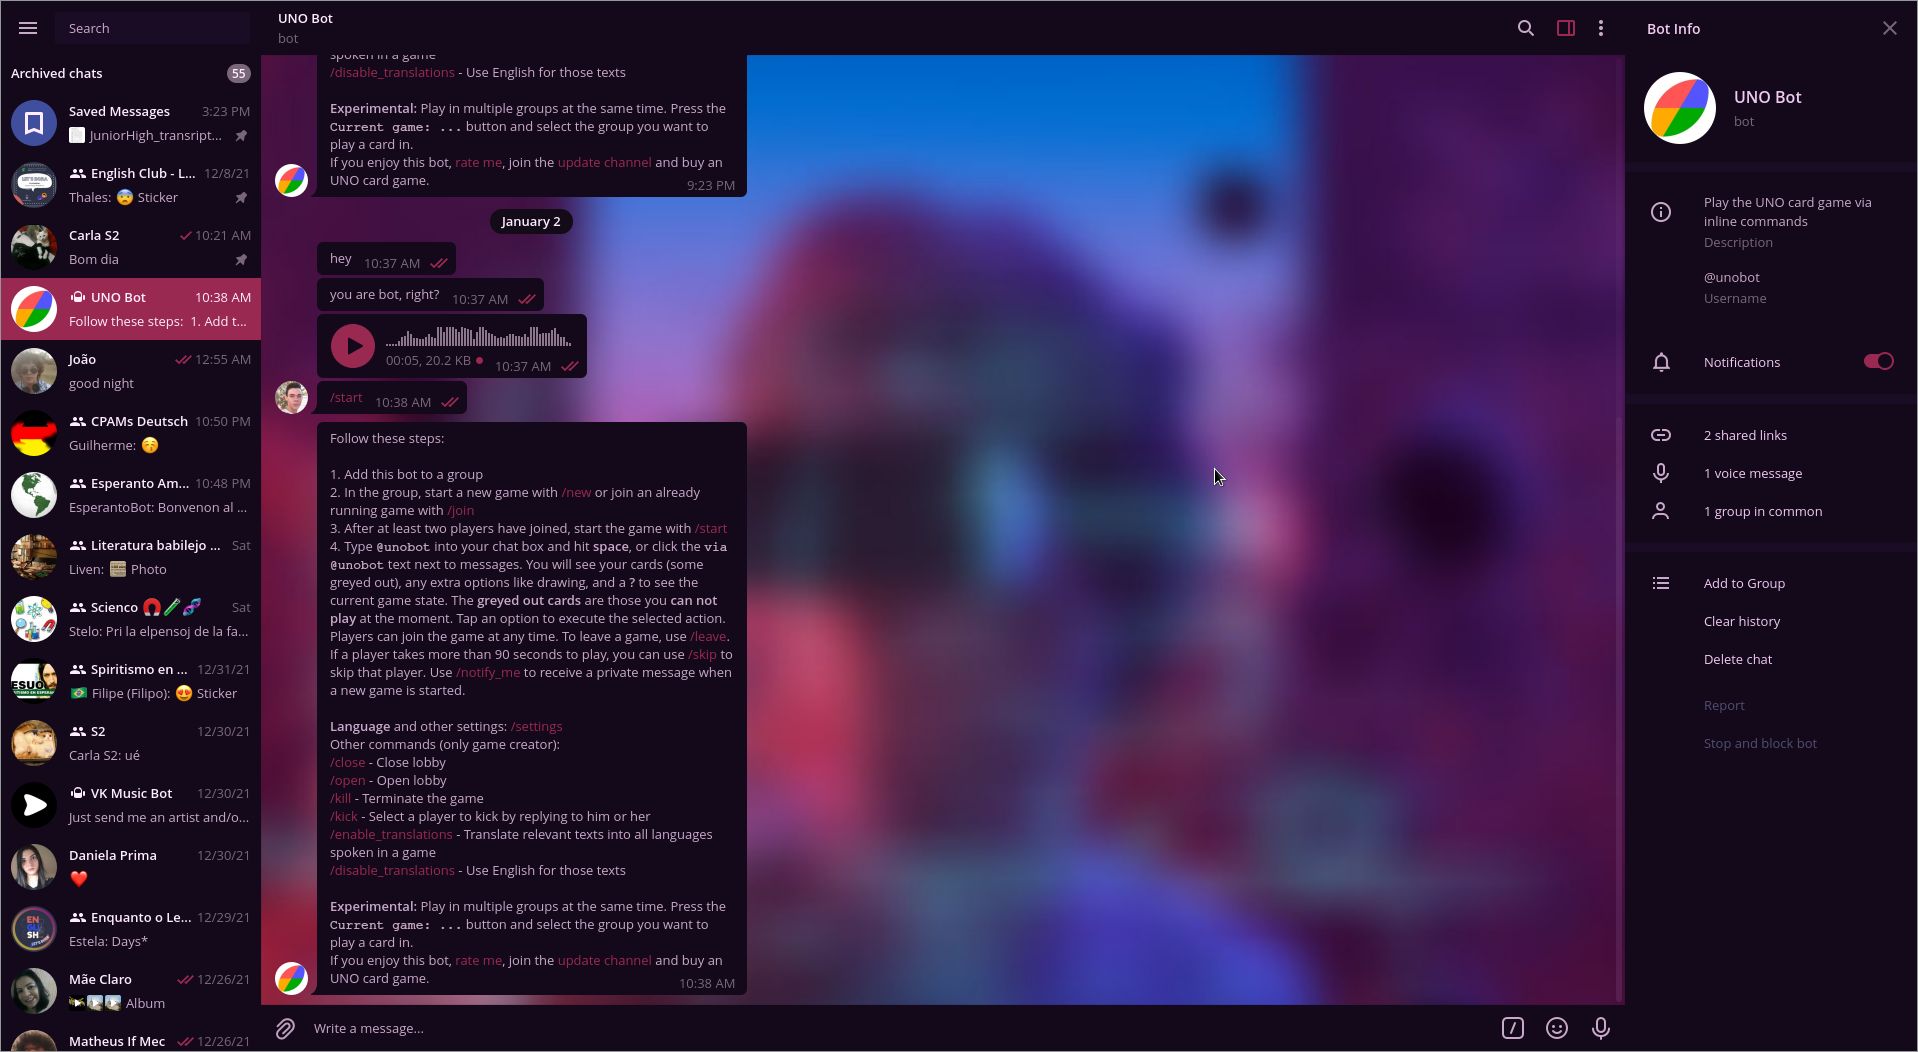 Search
Archived chats
55
Saved Messages 3:23 PM
JuniorHigh_transcript...
English Club - L... 12/8/21
Thales: 😨 Sticker
Carla S2 10:21 AM
Bom dia
UNO Bot 10:38 AM
Follow these steps: 1. Add t...
João 12:55 AM
good night
CPAMs Deutsch 10:50 PM
Guilherme: 😚
Esperanto Am... 10:48 PM
EsperantoBot: Bonvenon al ...
Literatura babilejo ... Sat
Liven: Photo
Scienco 🧲🧪🧬 Sat
Stelo: Pri la elpensoj de la fa...
Spiritismo en ... 12/31/21
🇧🇷 Filipe (Filipo): 😍 Sticker
S2 12/30/21
Carla S2: ué
VK Music Bot 12/30/21
Just send me an artist and/o...
Daniela Prima 12/30/21
❤️
Enquanto o Le... 12/29/21
Estela: Days*
Mãe Claro 12/26/21
Album
Matheus If Mec 12/26/21
UNO Bot
bot
spoken in a game
/disable_translations - Use English for those texts
Experimental: Play in multiple groups at the same time. Press the
Current game: ... button and select the group you want to
play a card in.
If you enjoy this bot, rate me, join the update channel and buy an
UNO card game.
9:23 PM
January 2
hey 10:37 AM
you are bot, right? 10:37 AM
00:05, 20.2 KB 10:37 AM
/start 10:38 AM
Follow these steps:
1. Add this bot to a group
2. In the group, start a new game with /new or join an already
running game with /join
3. After at least two players have joined, start the game with /start
4. Type @unobot into your chat box and hit space, or click the via
@unobot text next to messages. You will see your cards (some
greyed out), any extra options like drawing, and a ? to see the
current game state. The greyed out cards are those you can not
play at the moment. Tap an option to execute the selected action.
Players can join the game at any time. To leave a game, use /leave.
If a player takes more than 90 seconds to play, you can use /skip to
skip that player. Use /notify_me to receive a private message when
a new game is started.
Language and other settings: /settings
Other commands (only game creator):
/close - Close lobby
/open - Open lobby
/kill - Terminate the game
/kick - Select a player to kick by replying to him or her
/enable_translations - Translate relevant texts into all languages
spoken in a game
/disable_translations - Use English for those texts
Experimental: Play in multiple groups at the same time. Press the
Current game: ... button and select the group you want to
play a card in.
If you enjoy this bot, rate me, join the update channel and buy an
UNO card game.
10:38 AM
Write a message...
Bot Info
UNO Bot
bot
Play the UNO card game via
inline commands
Description
@unobot
Username
Notifications
2 shared links
1 voice message
1 group in common
Add to Group
Clear history
Delete chat
Report
Stop and block bot